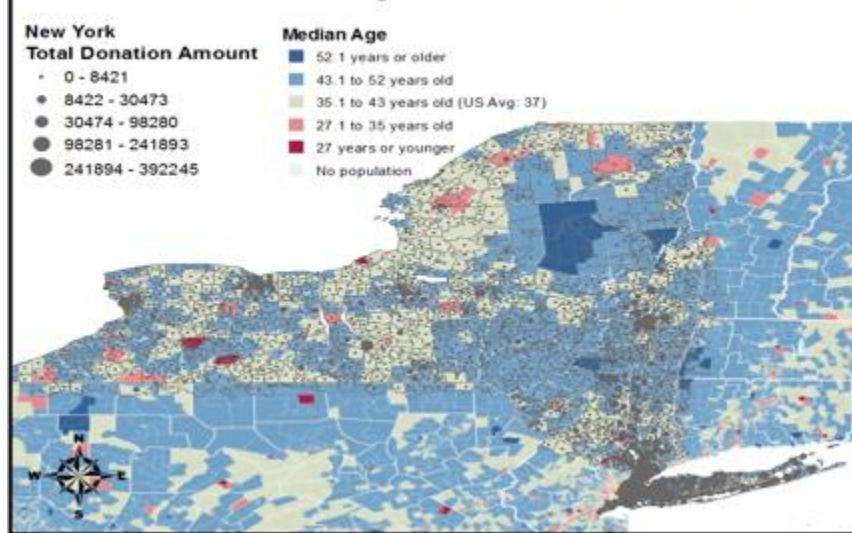 New York
Total Donation Amount
0 - 8421
8422 - 30473
30474 - 98280
98281 - 241893
241894 - 392245
Median Age
52.1 years or older
43.1 to 52 years old
35.1 to 43 years old (US Avg: 37)
27.1 to 35 years old
27 years or younger
No population
N
W E
S